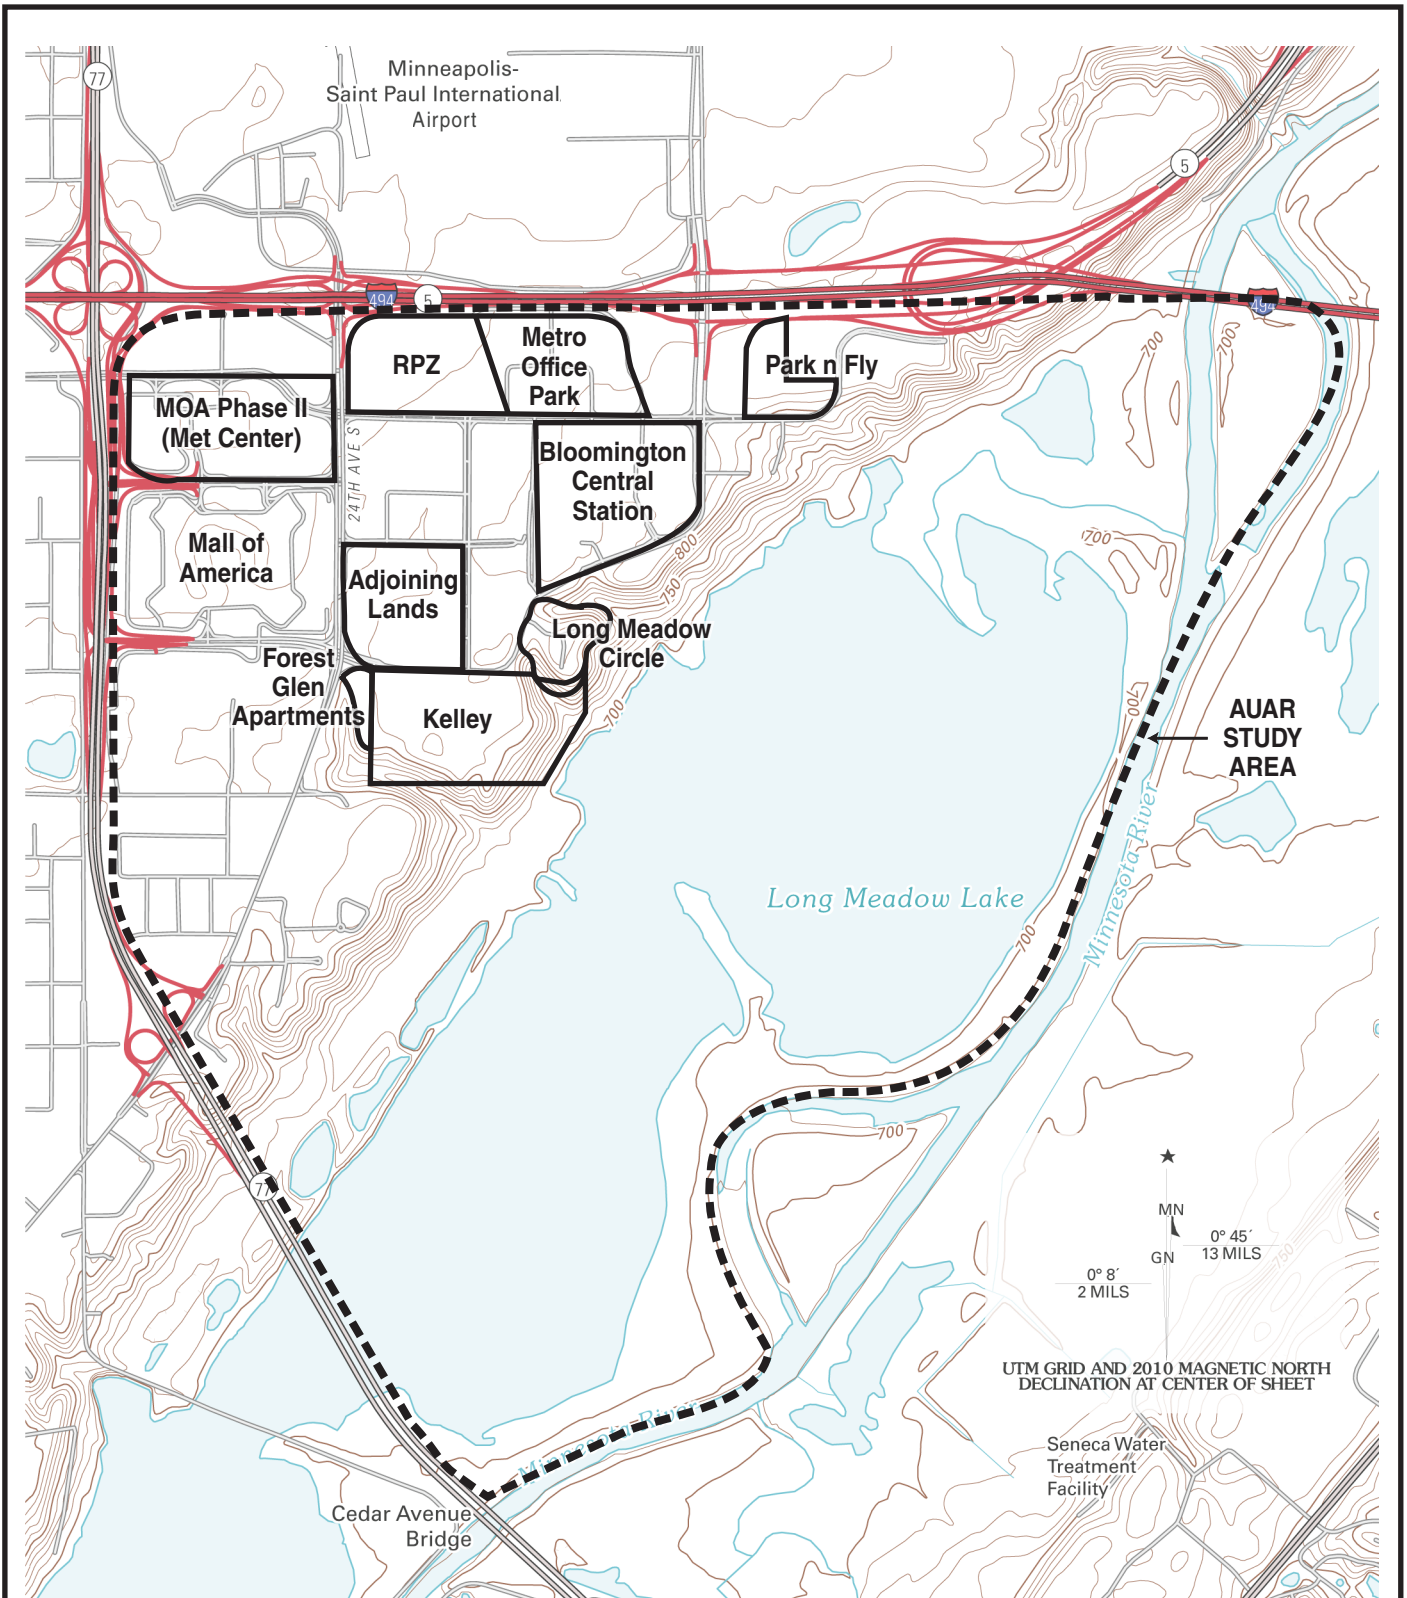 77
Minneapolis-
Saint Paul International
Airport
5
494
5
494
RPZ
Metro
Office
Park
Park n Fly
700
700
MOA Phase II
(Met Center)
24TH AVE S
Bloomington
Central
Station
Mall of
America
800
750
700
Adjoining
Lands
Long Meadow
Circle
Forest
Glen
Apartments
Kelley
700
700
AUAR
STUDY
AREA
Minnesota River
Long Meadow Lake
700
700
77
MN
GN
0° 45´
13 MILS
0° 8´
2 MILS
750
UTM GRID AND 2010 MAGNETIC NORTH
DECLINATION AT CENTER OF SHEET
Minnesota River
Seneca Water
Treatment
Facility
Cedar Avenue
Bridge